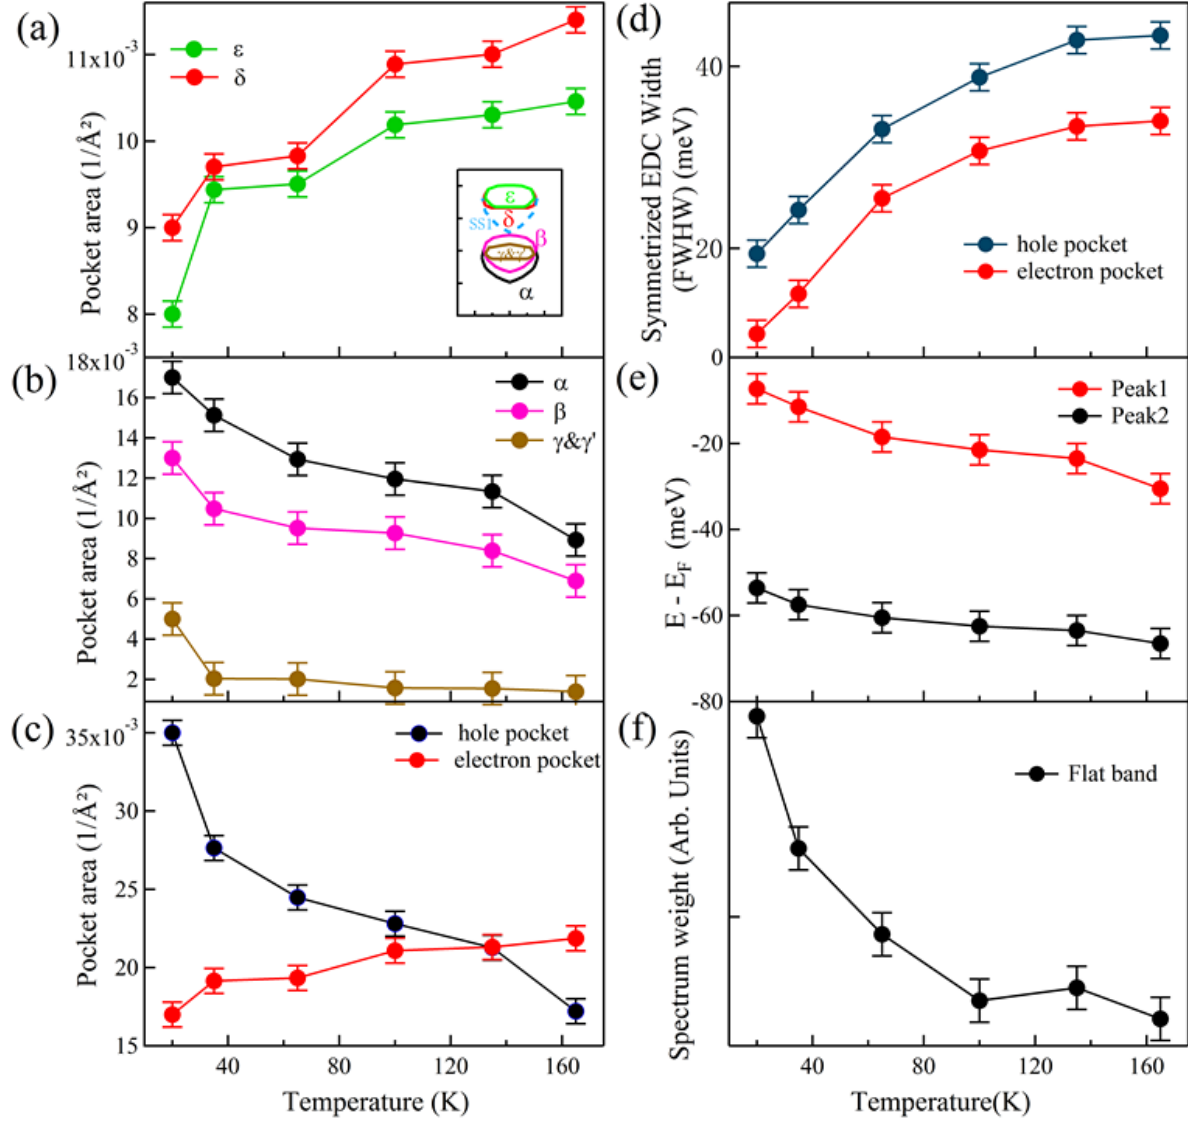 (a)
Pocket area (1/Å²)
11x10⁻³
10
9
8
ε
δ
ε
δ
SS1
β
γ&γ'
α
(b)
Pocket area (1/Å²)
-3
18x10
16
14
12
10
8
6
4
2
α
β
γ&γ'
(c)
Pocket area (1/Å²)
35x10⁻³
30
25
20
15
hole pocket
electron pocket
40
80
120
160
Temperature (K)
(d)
Symmetrized EDC Width
(FWHW) (meV)
40
20
0
hole pocket
electron pocket
(e)
E - E_F (meV)
-20
-40
-60
-80
Peak1
Peak2
(f)
Spectrum weight (Arb. Units)
Flat band
40
80
120
160
Temperature(K)